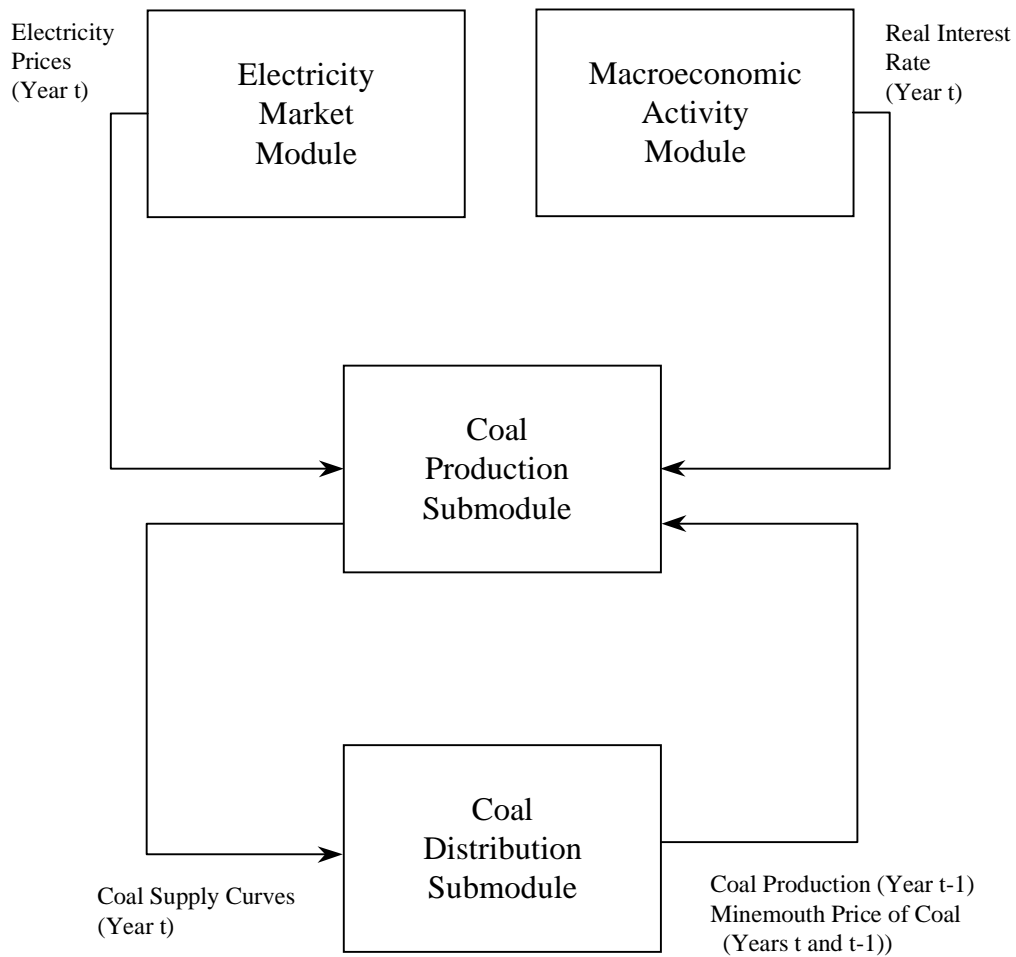 Electricity
Prices
(Year t)
Electricity
Market
Module
Macroeconomic
Activity
Module
Real Interest
Rate
(Year t)
Coal
Production
Submodule
Coal
Distribution
Submodule
Coal Supply Curves
(Year t)
Coal Production (Year t-1)
Minemouth Price of Coal
(Years t and t-1))